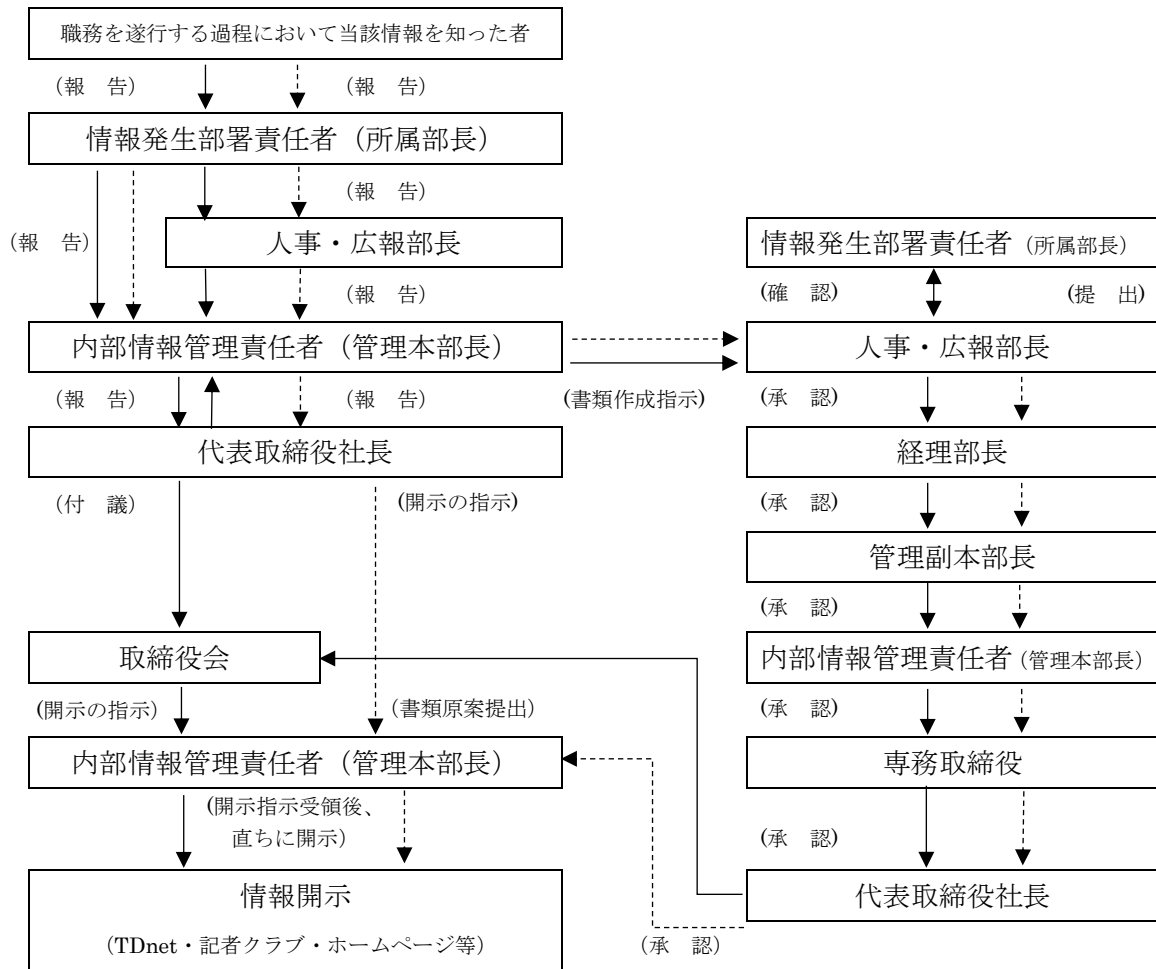 職務を遂行する過程において当該情報を知った者
（報　告） （報　告）
情報発生部署責任者（所属部長）
（報　告）
（報　告）
人事・広報部長
（報　告）
内部情報管理責任者（管理本部長）
（報　告） （報　告）
(書類作成指示)
代表取締役社長
（付　議） (開示の指示)
取締役会
(開示の指示) （書類原案提出）
内部情報管理責任者（管理本部長）
(開示指示受領後、
直ちに開示）
情報開示
（TDnet・記者クラブ・ホームページ等）
情報発生部署責任者（所属部長）
(確　認) (提　出)
人事・広報部長
(承　認)
経理部長
(承　認)
管理副本部長
(承　認)
内部情報管理責任者（管理本部長）
(承　認)
専務取締役
(承　認)
代表取締役社長
（承　認）